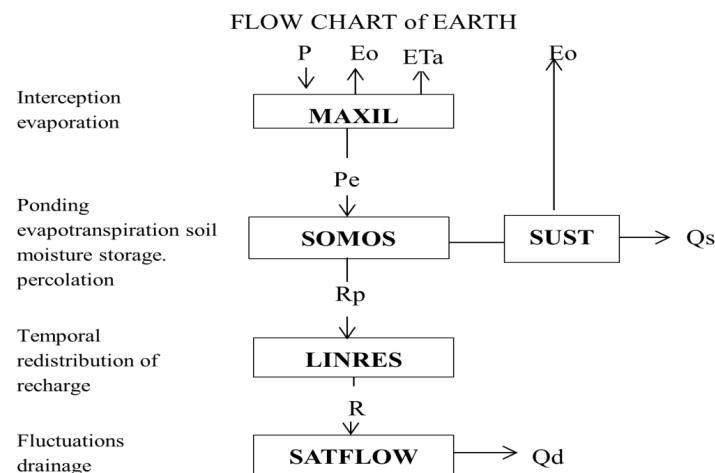 FLOW CHART of EARTH
P Eo ETa Eo
Interception
evaporation
MAXIL
Pe
Ponding
evapotranspiration soil
moisture storage.
percolation
SOMOS
SUST
Qs
Rp
Temporal
redistribution of
recharge
LINRES
R
Fluctuations
drainage
SATFLOW
Qd